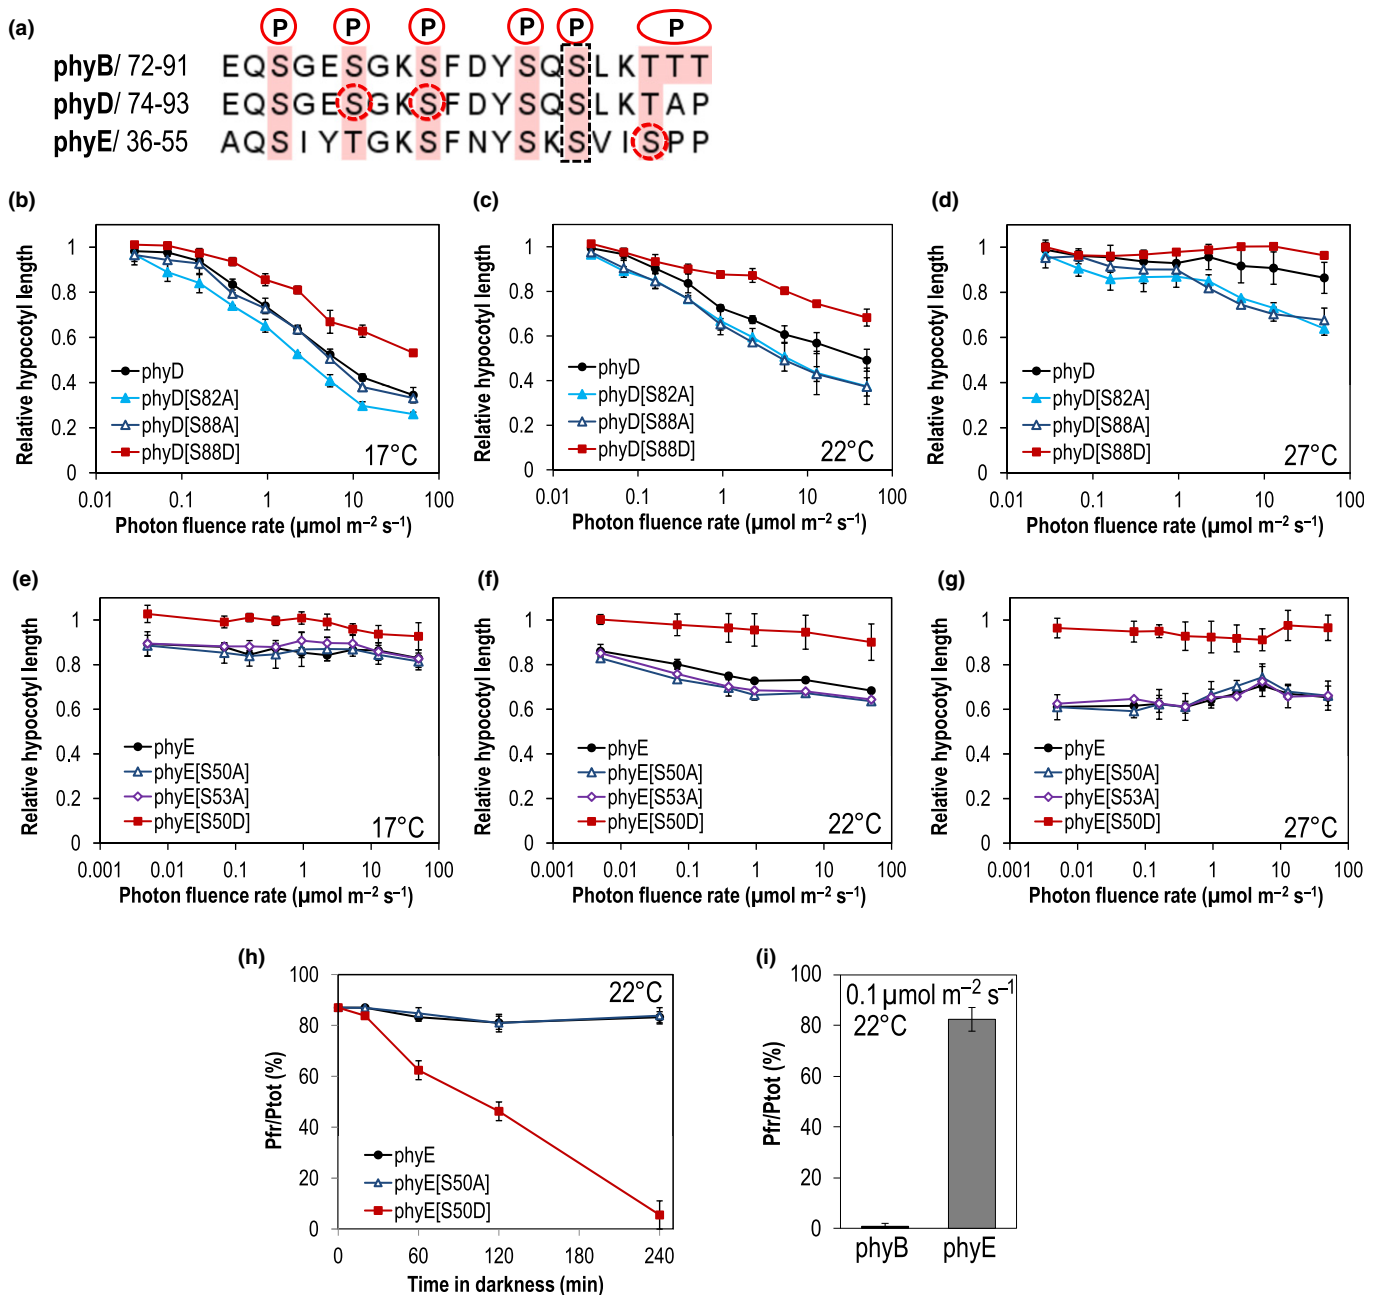 (a)
P P P P P P
phyB/ 72-91 EQSGESGKSFDYSQSLKTTT
phyD/ 74-93 EQSGESGKSFDYSQSLKTAP
phyE/ 36-55 AQSIYTGKSFNYSKSVISPP
(b)
Relative hypocotyl length
1
0.8
0.6
0.4
0.2
0
phyD
phyD[S82A]
phyD[S88A]
phyD[S88D]
17°C
0.01 0.1 1 10 100
Photon fluence rate (µmol m⁻² s⁻¹)
(c)
Relative hypocotyl length
1
0.8
0.6
0.4
0.2
0
phyD
phyD[S82A]
phyD[S88A]
phyD[S88D]
22°C
0.01 0.1 1 10 100
Photon fluence rate (µmol m⁻² s⁻¹)
(d)
Relative hypocotyl length
1
0.8
0.6
0.4
0.2
0
phyD
phyD[S82A]
phyD[S88A]
phyD[S88D]
27°C
0.01 0.1 1 10 100
Photon fluence rate (µmol m⁻² s⁻¹)
(e)
Relative hypocotyl length
1
0.8
0.6
0.4
0.2
0
phyE
phyE[S50A]
phyE[S53A]
phyE[S50D]
17°C
0.001 0.01 0.1 1 10 100
Photon fluence rate (µmol m⁻² s⁻¹)
(f)
Relative hypocotyl length
1
0.8
0.6
0.4
0.2
0
phyE
phyE[S50A]
phyE[S53A]
phyE[S50D]
22°C
0.001 0.01 0.1 1 10 100
Photon fluence rate (µmol m⁻² s⁻¹)
(g)
Relative hypocotyl length
1
0.8
0.6
0.4
0.2
0
phyE
phyE[S50A]
phyE[S53A]
phyE[S50D]
27°C
0.001 0.01 0.1 1 10 100
Photon fluence rate (µmol m⁻² s⁻¹)
(h)
Pfr/Ptot (%)
100
80
60
40
20
0
22°C
phyE
phyE[S50A]
phyE[S50D]
0 60 120 180 240
Time in darkness (min)
(i)
Pfr/Ptot (%)
100
80
60
40
20
0
0.1 µmol m⁻² s⁻¹
22°C
phyB phyE